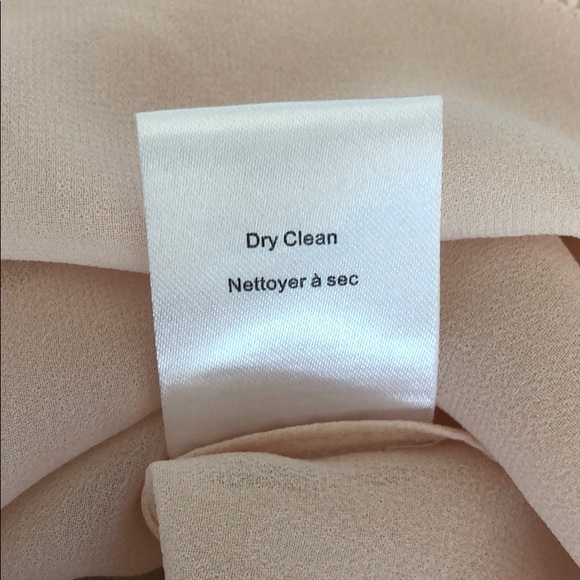 Dry Clean
Nettoyer à sec